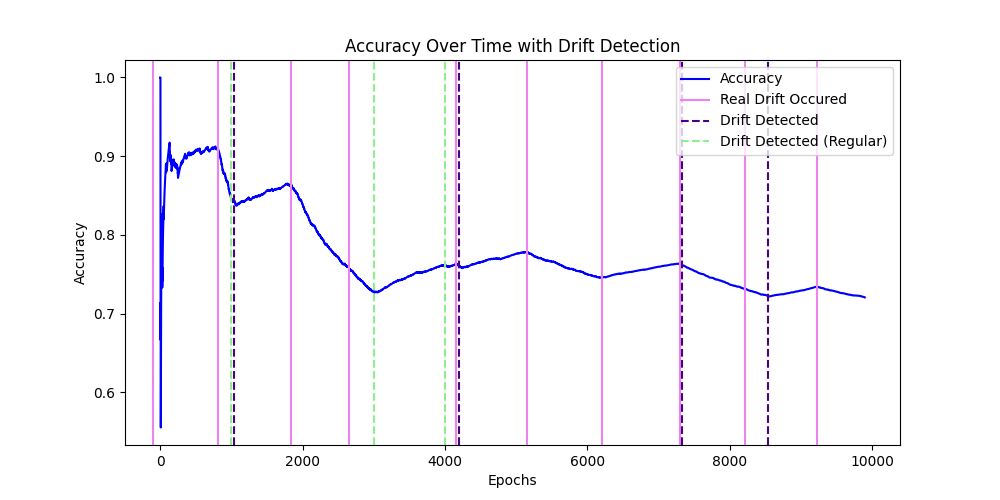 Accuracy Over Time with Drift Detection
1.0
0.9
0.8
0.7
0.6
Accuracy
Accuracy
Real Drift Occured
Drift Detected
Drift Detected (Regular)
0
2000
4000
6000
8000
10000
Epochs